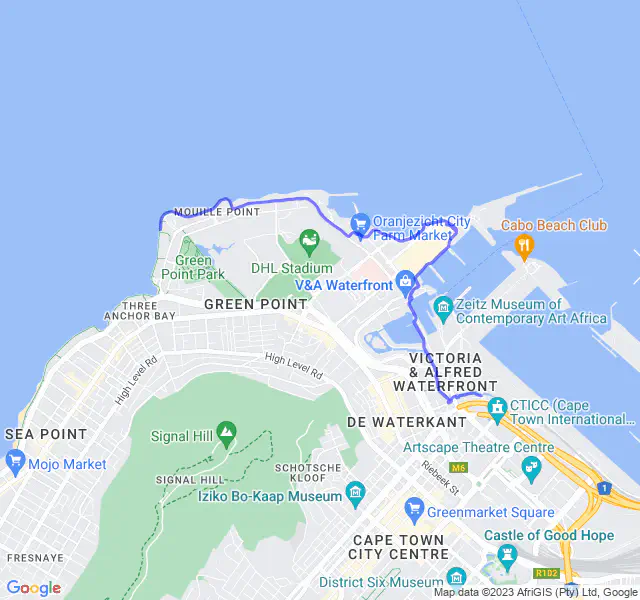 MOUILLE POINT
Oranjezicht City
Farm Market
Cabo Beach Club
Green
Point Park
DHL Stadium
V&A Waterfront
THREE
ANCHOR BAY
GREEN POINT
Zeitz Museum of
Contemporary Art Africa
High Level Rd
High Level Rd
VICTORIA
& ALFRED
WATERFRONT
CTICC (Cape
Town International...
DE WATERKANT
SEA POINT
Signal Hill
Artscape Theatre Centre
Mojo Market
SCHOTSCHE
KLOOF
Riebeek St
M6
SIGNAL HILL
1
Iziko Bo-Kaap Museum
Greenmarket Square
CAPE TOWN
CITY CENTRE
Castle of Good Hope
FRESNAYE
R102
District Six Museum
Google
Map data ©2023 AfriGIS (Pty) Ltd, Google